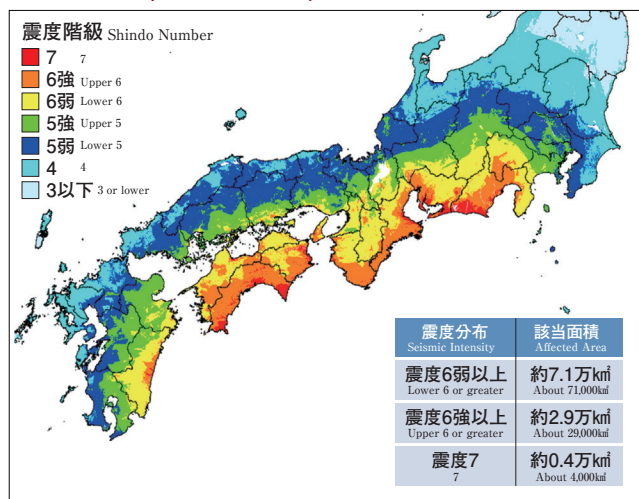 震度階級 Shindo Number
7 7
6強 Upper 6
6弱 Lower 6
5強 Upper 5
5弱 Lower 5
4 4
3以下 3 or lower
震度分布 該当面積
Seismic Intensity Affected Area
震度6弱以上 約7.1万㎢
Lower 6 or greater About 71,000㎢
震度6強以上 約2.9万㎢
Upper 6 or greater About 29,000㎢
震度7 約0.4万㎢
7 About 4,000㎢